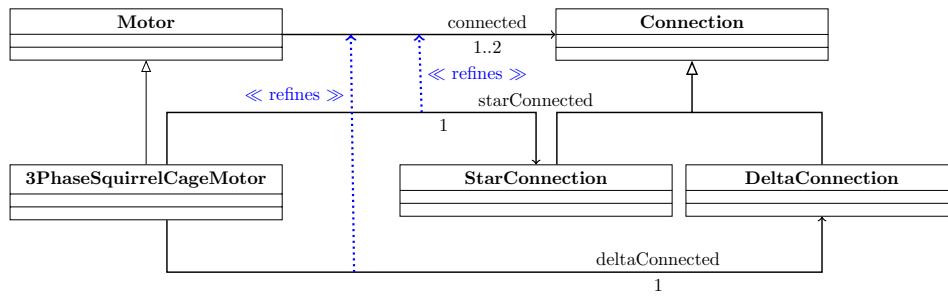 Motor
connected
Connection
1..2
≪ refines ≫
≪ refines ≫
starConnected
1
3PhaseSquirrelCageMotor
StarConnection
DeltaConnection
deltaConnected
1